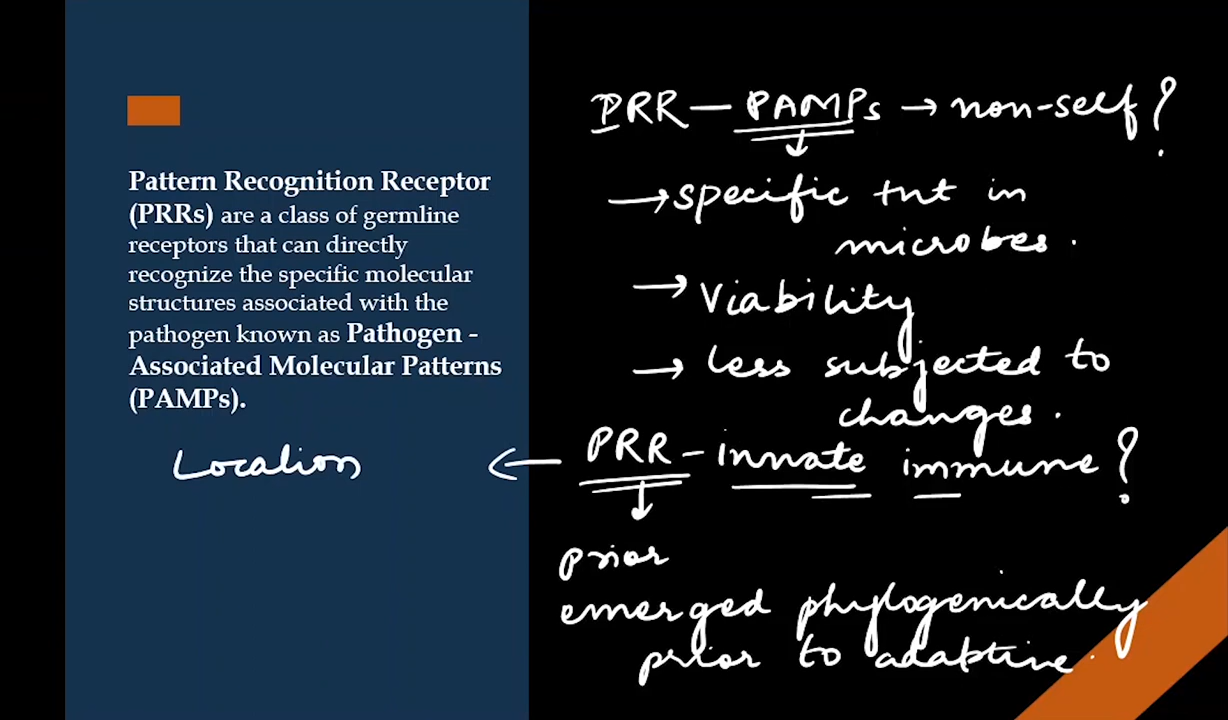 Pattern Recognition Receptor
(PRRs) are a class of germline
receptors that can directly
recognize the specific molecular
structures associated with the
pathogen known as Pathogen -
Associated Molecular Patterns
(PAMPs).
Location
PRR — PAMPs → non-self ?
→ specific tnt in
microbes.
→ Viability
→ less subjected to
changes.
← PRR - innate immune ?
prior
emerged phylogenically
prior to adaptive.